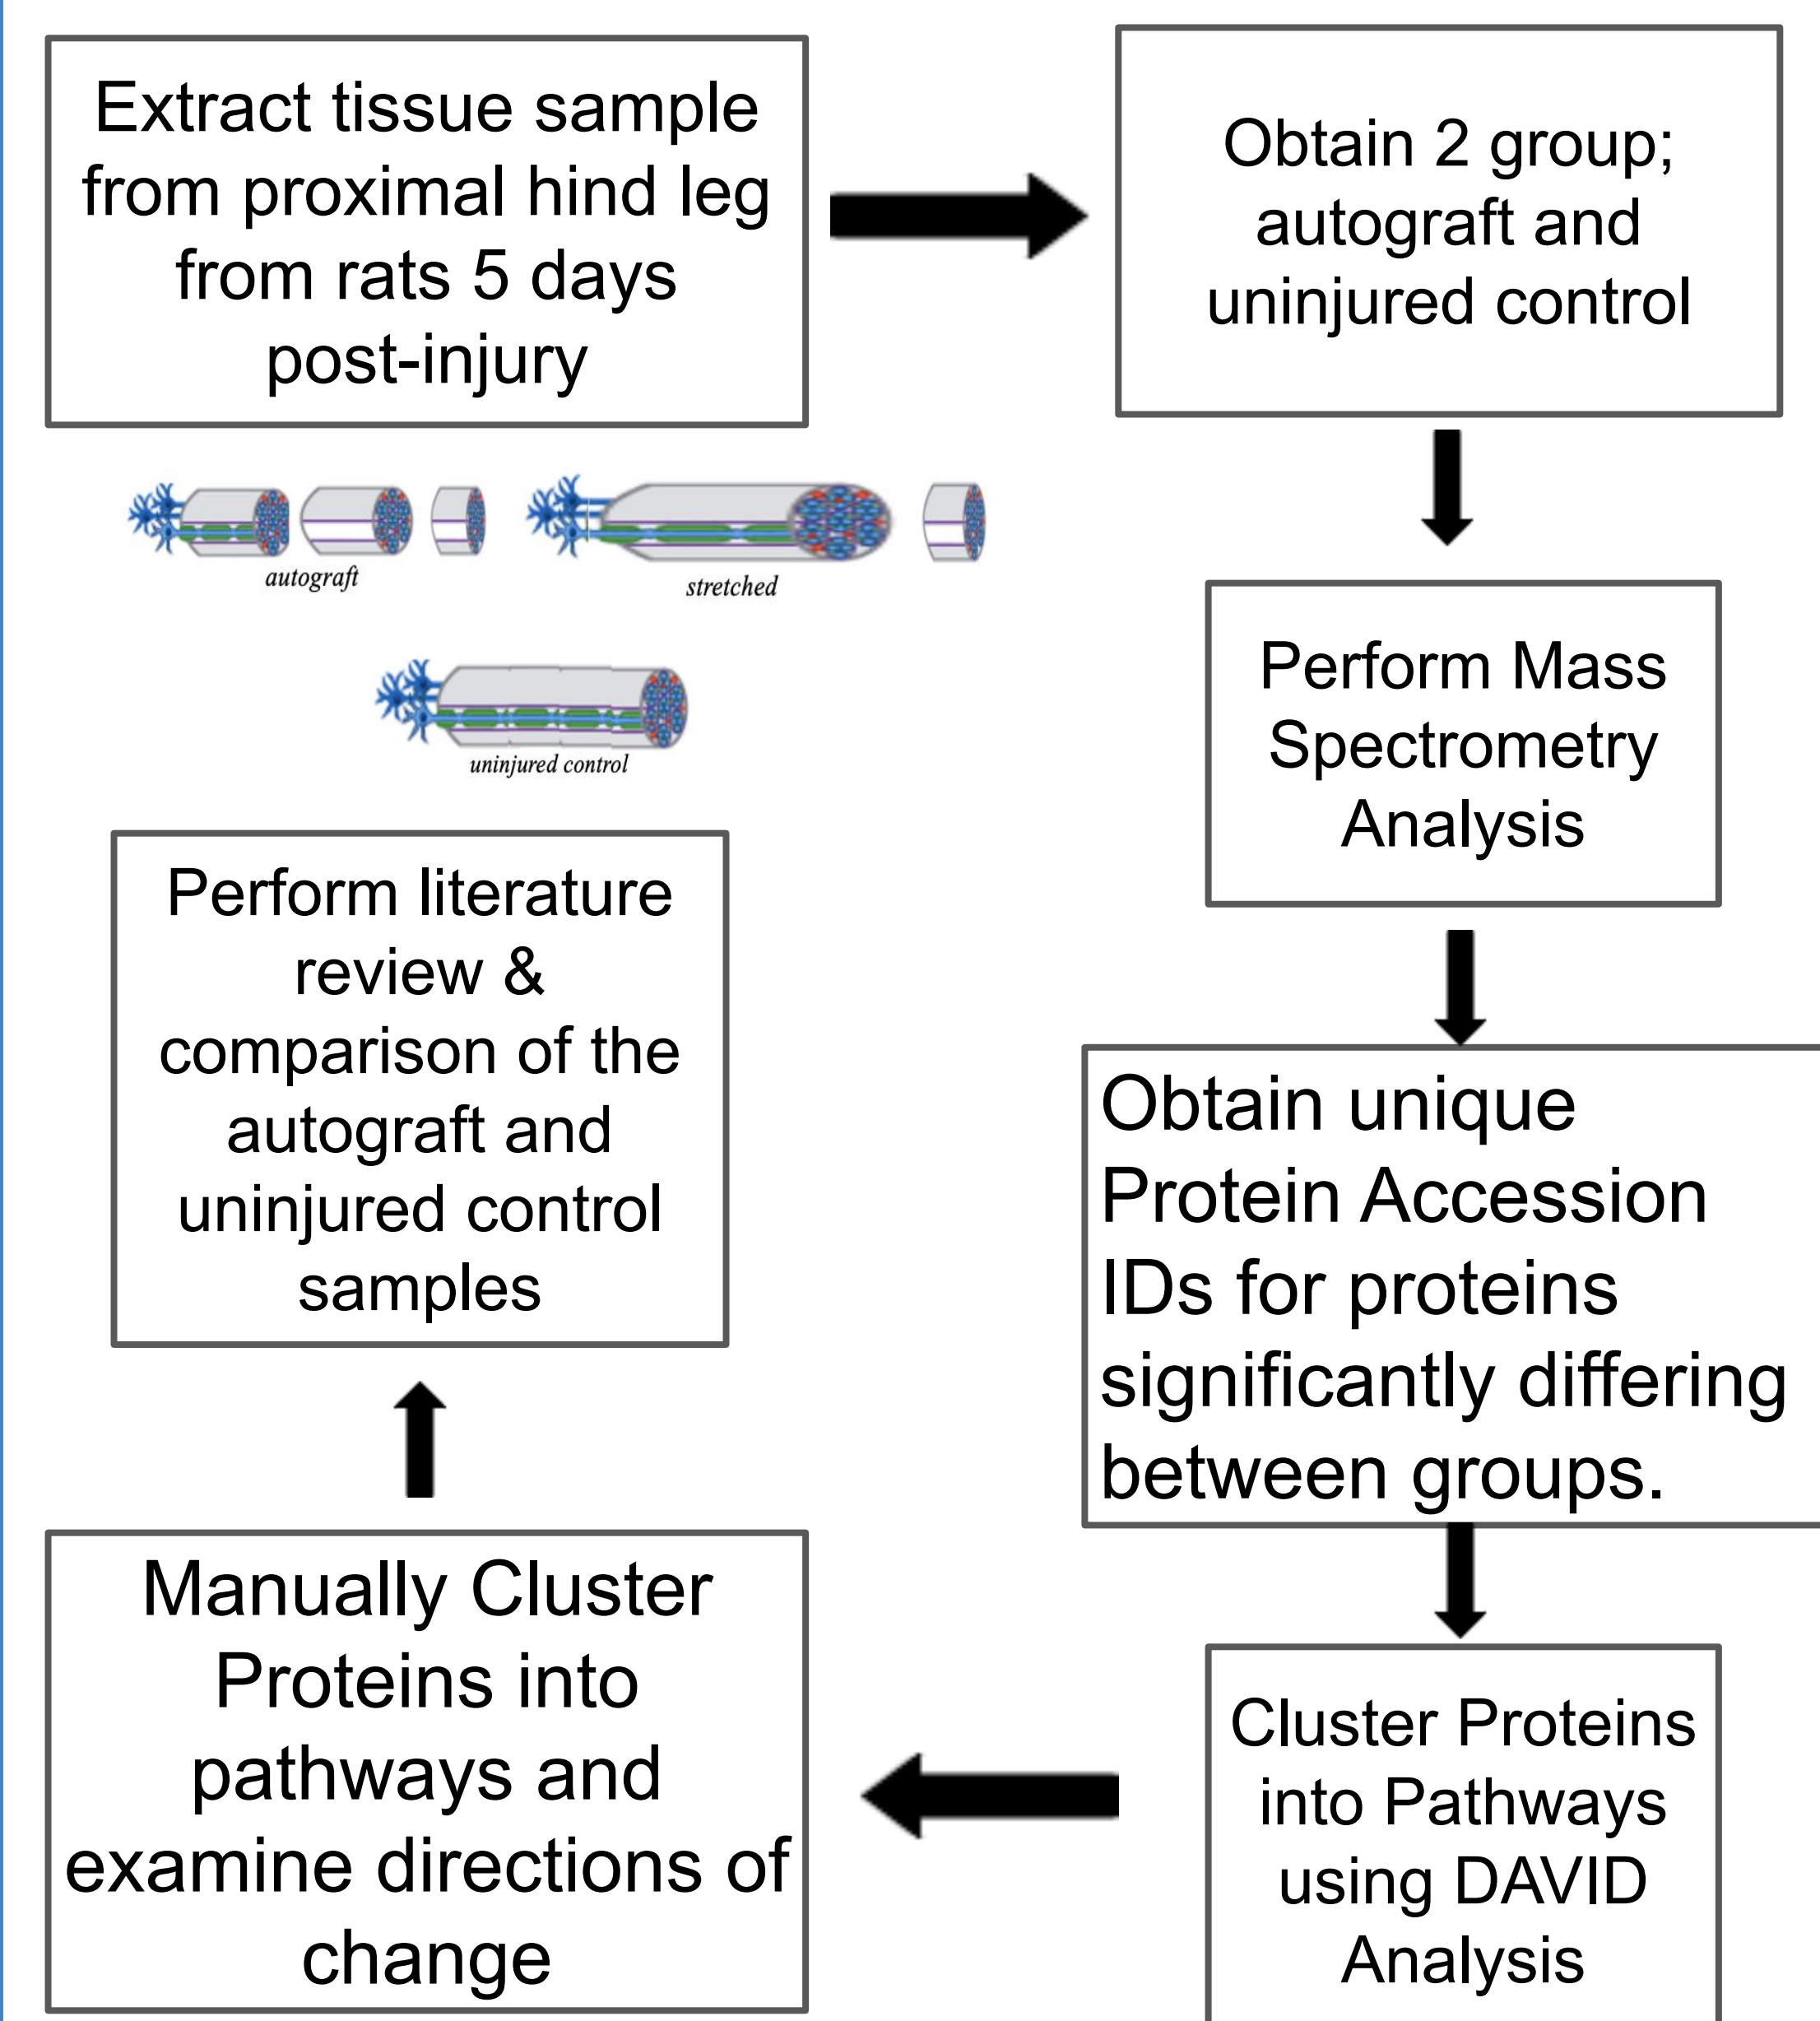 Extract tissue sample
from proximal hind leg
from rats 5 days
post-injury
Obtain 2 group;
autograft and
uninjured control
autograft
stretched
uninjured control
Perform Mass
Spectrometry
Analysis
Obtain unique
Protein Accession
IDs for proteins
significantly differing
between groups.
Cluster Proteins
into Pathways
using DAVID
Analysis
Manually Cluster
Proteins into
pathways and
examine directions of
change
Perform literature
review &
comparison of the
autograft and
uninjured control
samples